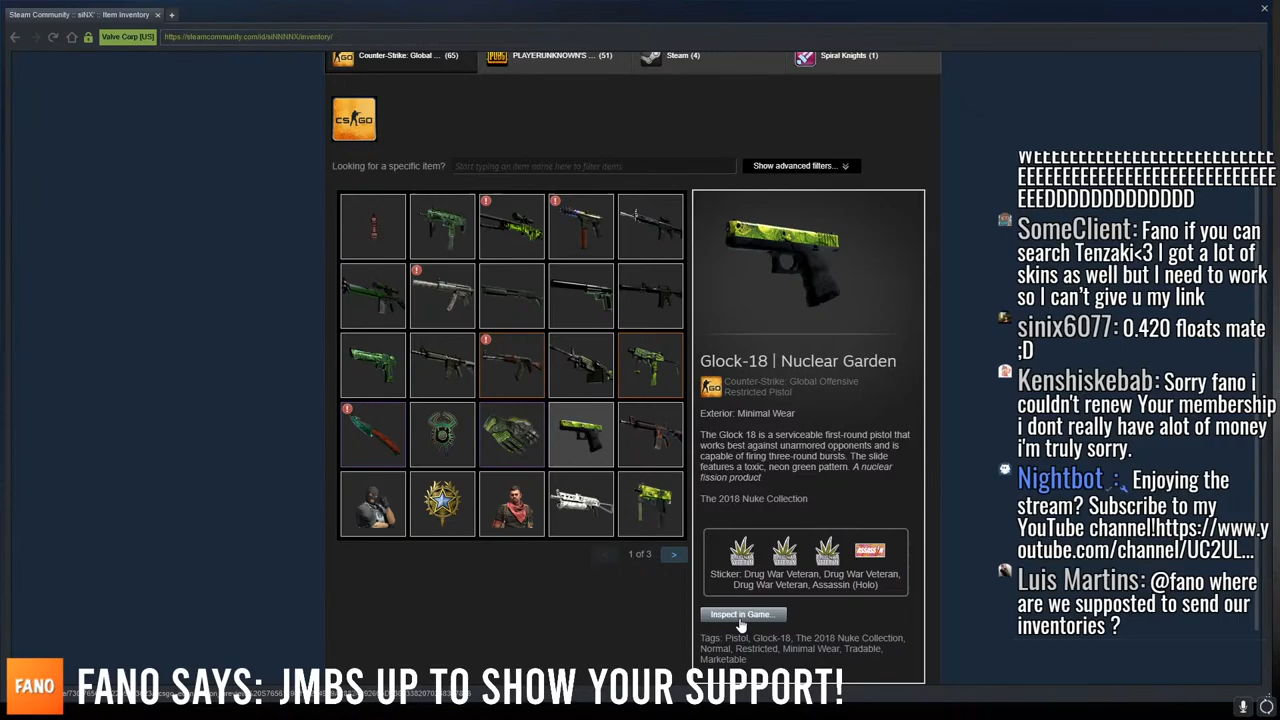 Steam Community :: siNX' :: Item Inventory
Valve Corp [US]
https://steamcommunity.com/id/siNNNNX/inventory/
Counter-Strike: Global ... (65)
PLAYERUNKNOWN'S ... (51)
Steam (4)
Spiral Knights (1)
CS GO
Looking for a specific item?
Start typing an item name here to filter items
Show advanced filters...
Glock-18 | Nuclear Garden
Counter-Strike: Global Offensive
Restricted Pistol
Exterior: Minimal Wear
The Glock 18 is a serviceable first-round pistol that
works best against unarmored opponents and is
capable of firing three-round bursts. The slide
features a toxic, neon green pattern. A nuclear
fission product
The 2018 Nuke Collection
Sticker: Drug War Veteran, Drug War Veteran,
Drug War Veteran, Assassin (Holo)
Inspect in Game...
Tags: Pistol, Glock-18, The 2018 Nuke Collection,
Normal, Restricted, Minimal Wear, Tradable,
Marketable
1 of 3
>
SomeClient: Fano if you can
search Tenzaki<3 I got a lot of
skins as well but I need to work
so I can't give u my link
sinix6077: 0.420 floats mate
;D
Kenshiskebab: Sorry fano i
couldn't renew Your membership
i dont really have alot of money
i'm truly sorry.
Nightbot: Enjoying the
stream? Subscribe to my
YouTube channel!https://www.y
outube.com/channel/UC2UL...
Luis Martins: @fano where
are we supposted to send our
inventories ?
FANO
FANO SAYS: JMBS UP TO SHOW YOUR SUPPORT!